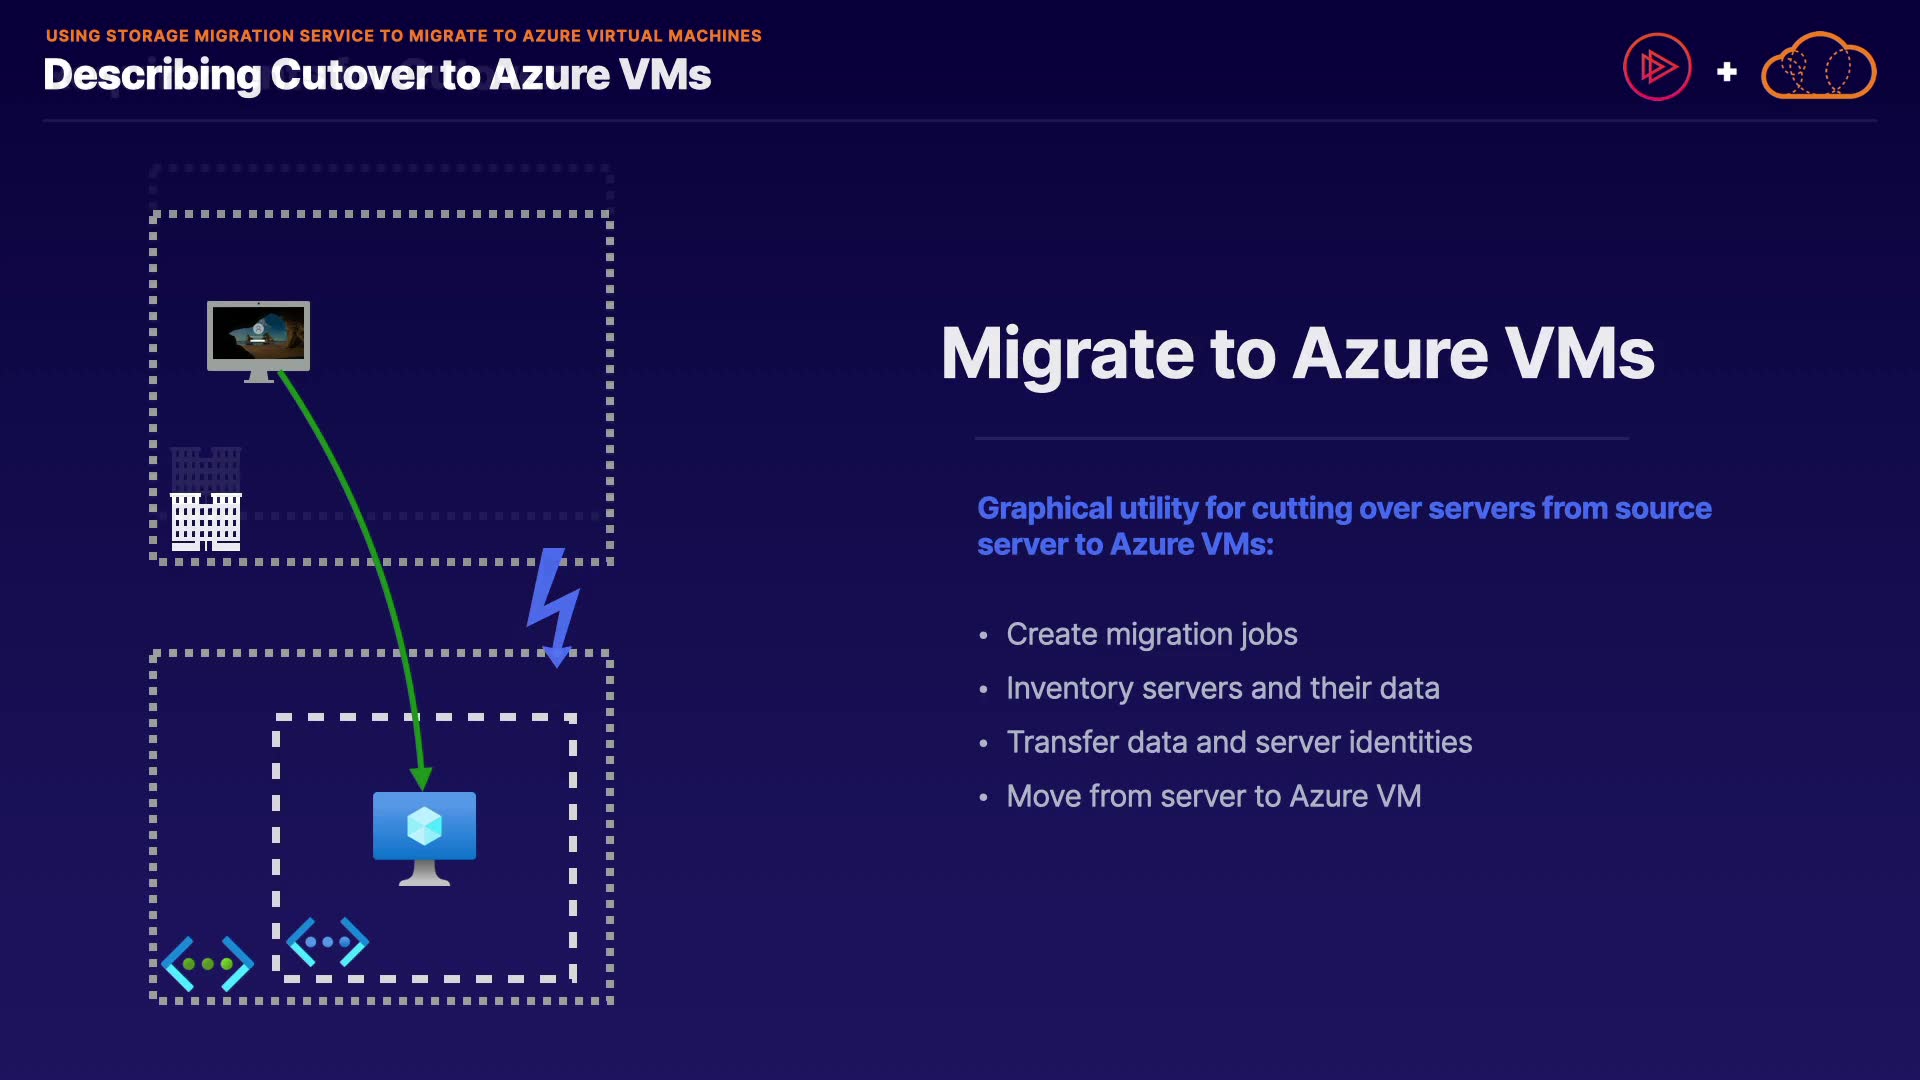 USING STORAGE MIGRATION SERVICE TO MIGRATE TO AZURE VIRTUAL MACHINES
Describing Cutover to Azure VMs
Migrate to Azure VMs
Graphical utility for cutting over servers from source
server to Azure VMs:
• Create migration jobs
• Inventory servers and their data
• Transfer data and server identities
• Move from server to Azure VM